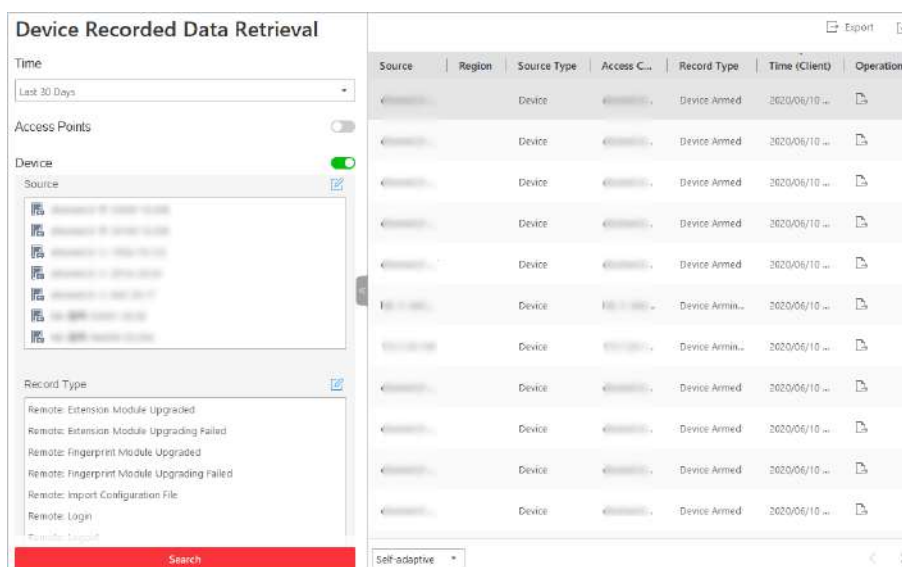 Device Recorded Data Retrieval
Time
Last 30 Days
Access Points
Device
Source
Record Type
Remote: Extension Module Upgraded
Remote: Extension Module Upgrading Failed
Remote: Fingerprint Module Upgraded
Remote: Fingerprint Module Upgrading Failed
Remote: Import Configuration File
Remote: Login
Search
Export
Source Region Source Type Access C... Record Type Time (Client) Operation
Device Device Armed 2020/06/10 ...
Device Device Armed 2020/06/10 ...
Device Device Armed 2020/06/10 ...
Device Device Armed 2020/06/10 ...
Device Device Armed 2020/06/10 ...
Device Device Armin... 2020/06/10 ...
Device Device Armin... 2020/06/10 ...
Device Device Armed 2020/06/10 ...
Device Device Armed 2020/06/10 ...
Device Device Armed 2020/06/10 ...
Device Device Armed 2020/06/10 ...
Self-adaptive